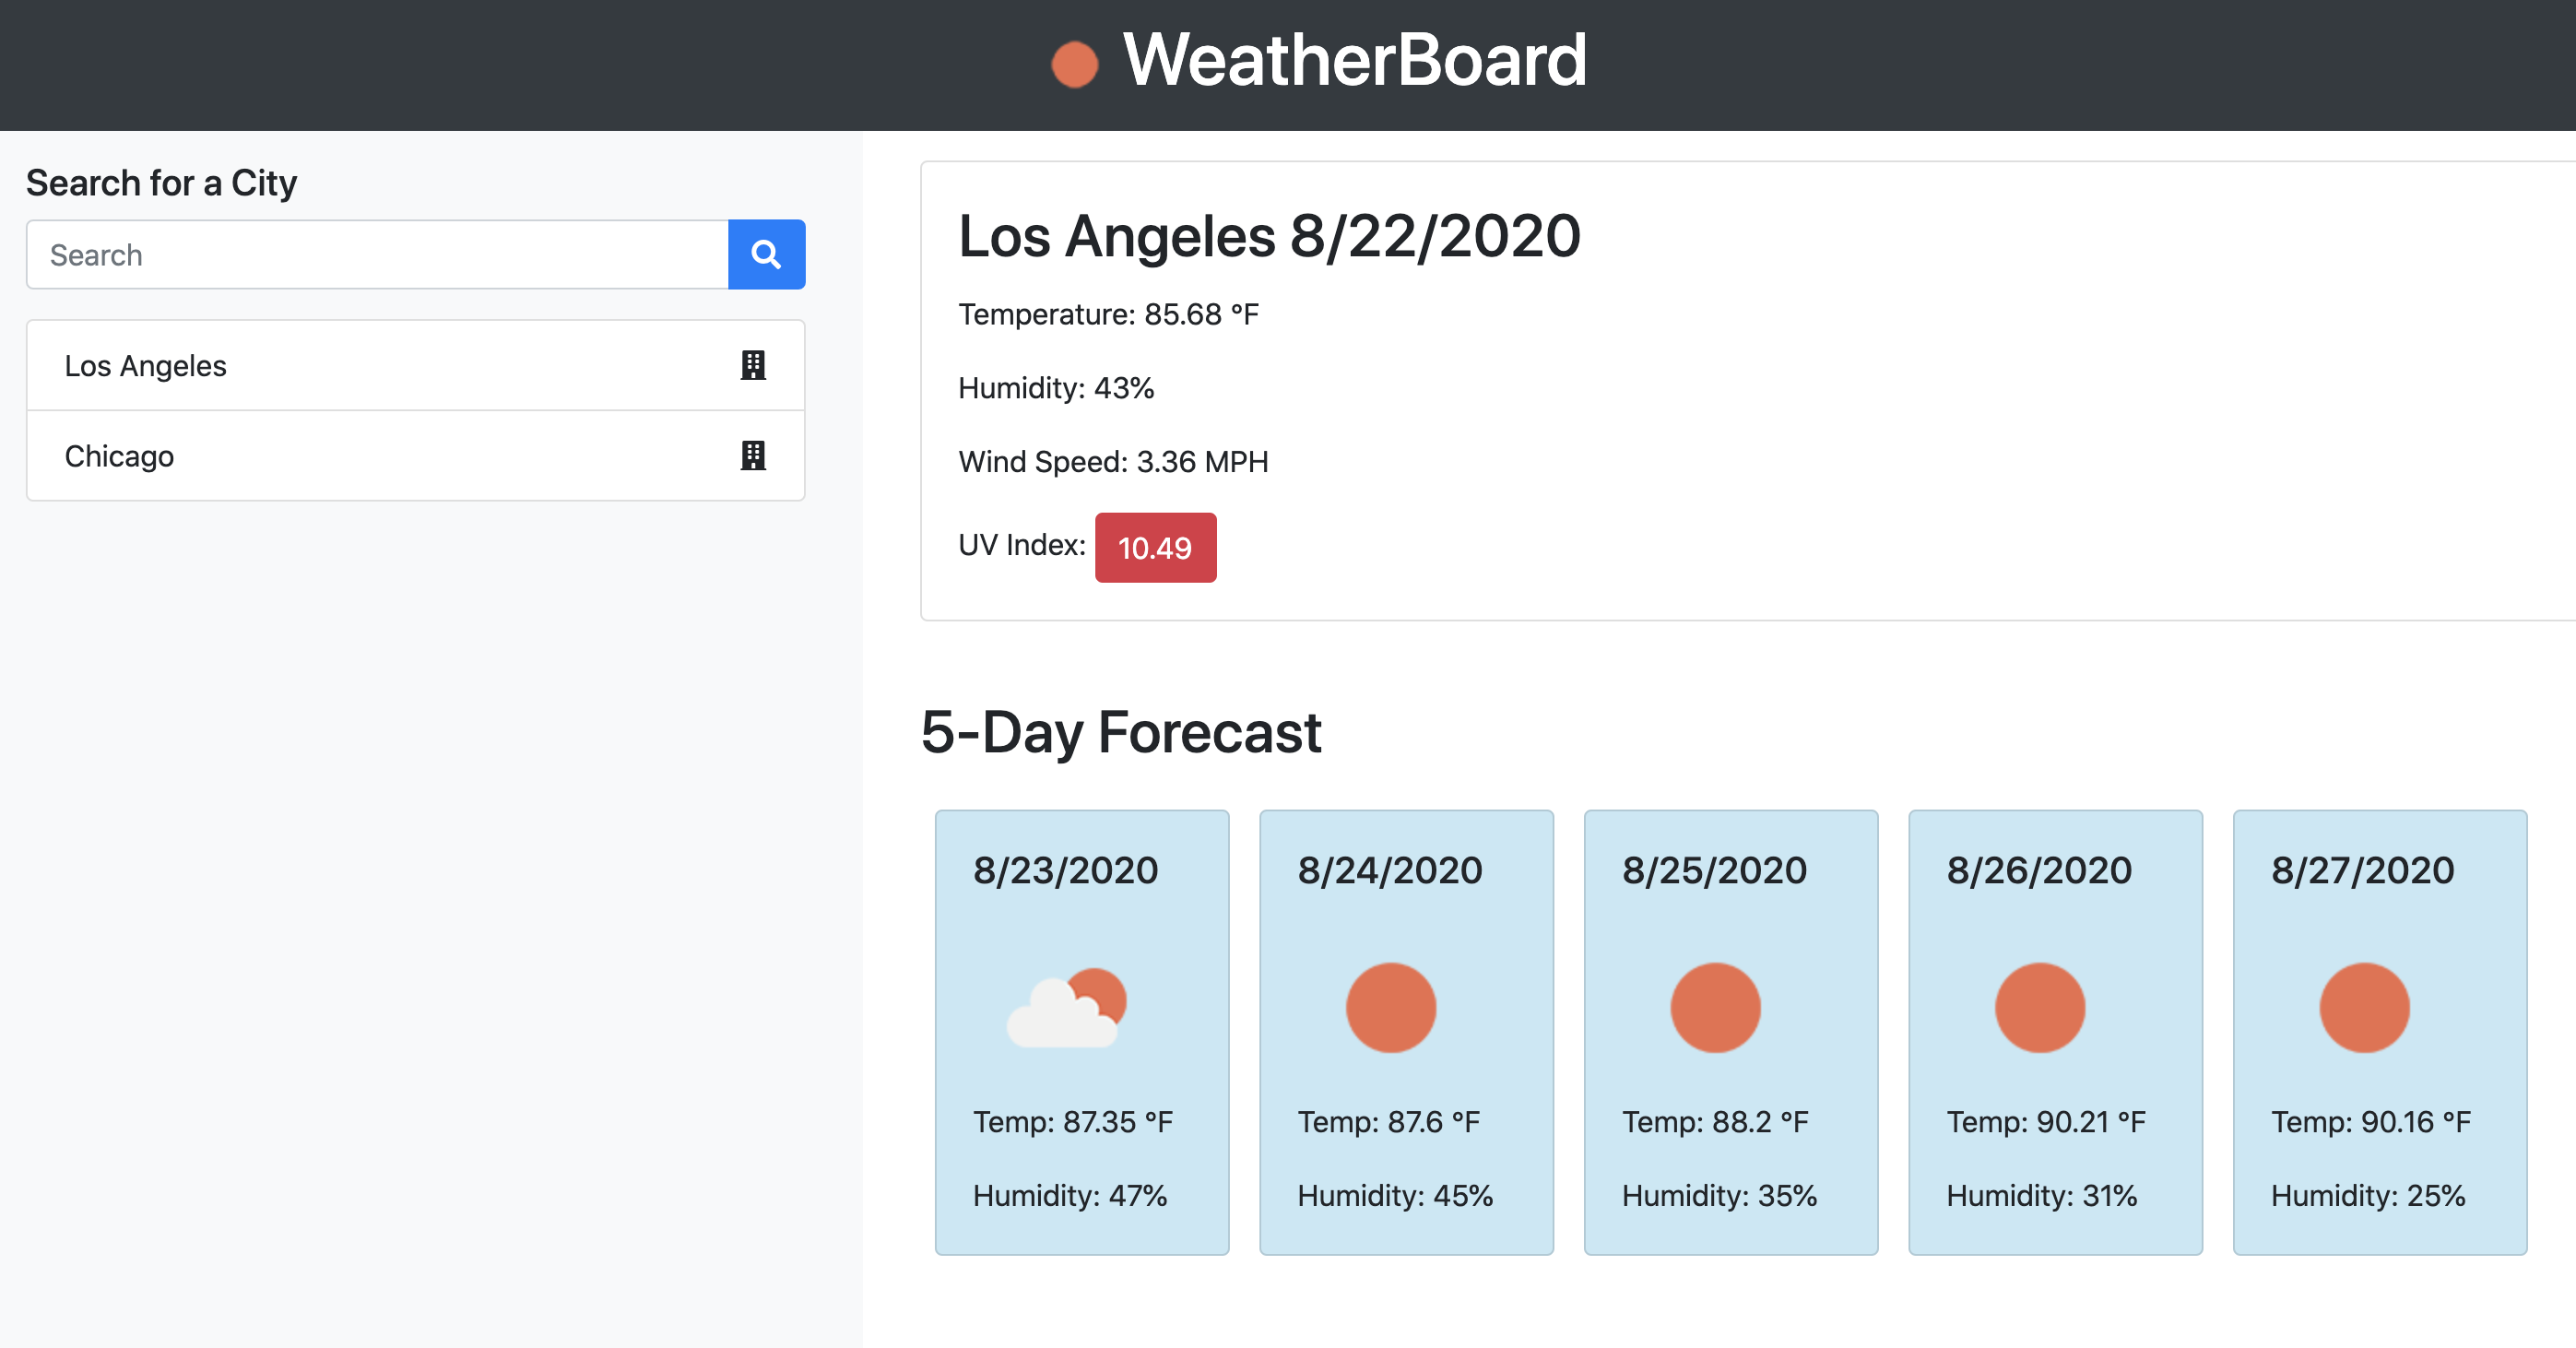 WeatherBoard
Search for a City
Search
Los Angeles
Chicago
Los Angeles 8/22/2020
Temperature: 85.68 °F
Humidity: 43%
Wind Speed: 3.36 MPH
UV Index: 10.49
5-Day Forecast
8/23/2020
Temp: 87.35 °F
Humidity: 47%
8/24/2020
Temp: 87.6 °F
Humidity: 45%
8/25/2020
Temp: 88.2 °F
Humidity: 35%
8/26/2020
Temp: 90.21 °F
Humidity: 31%
8/27/2020
Temp: 90.16 °F
Humidity: 25%